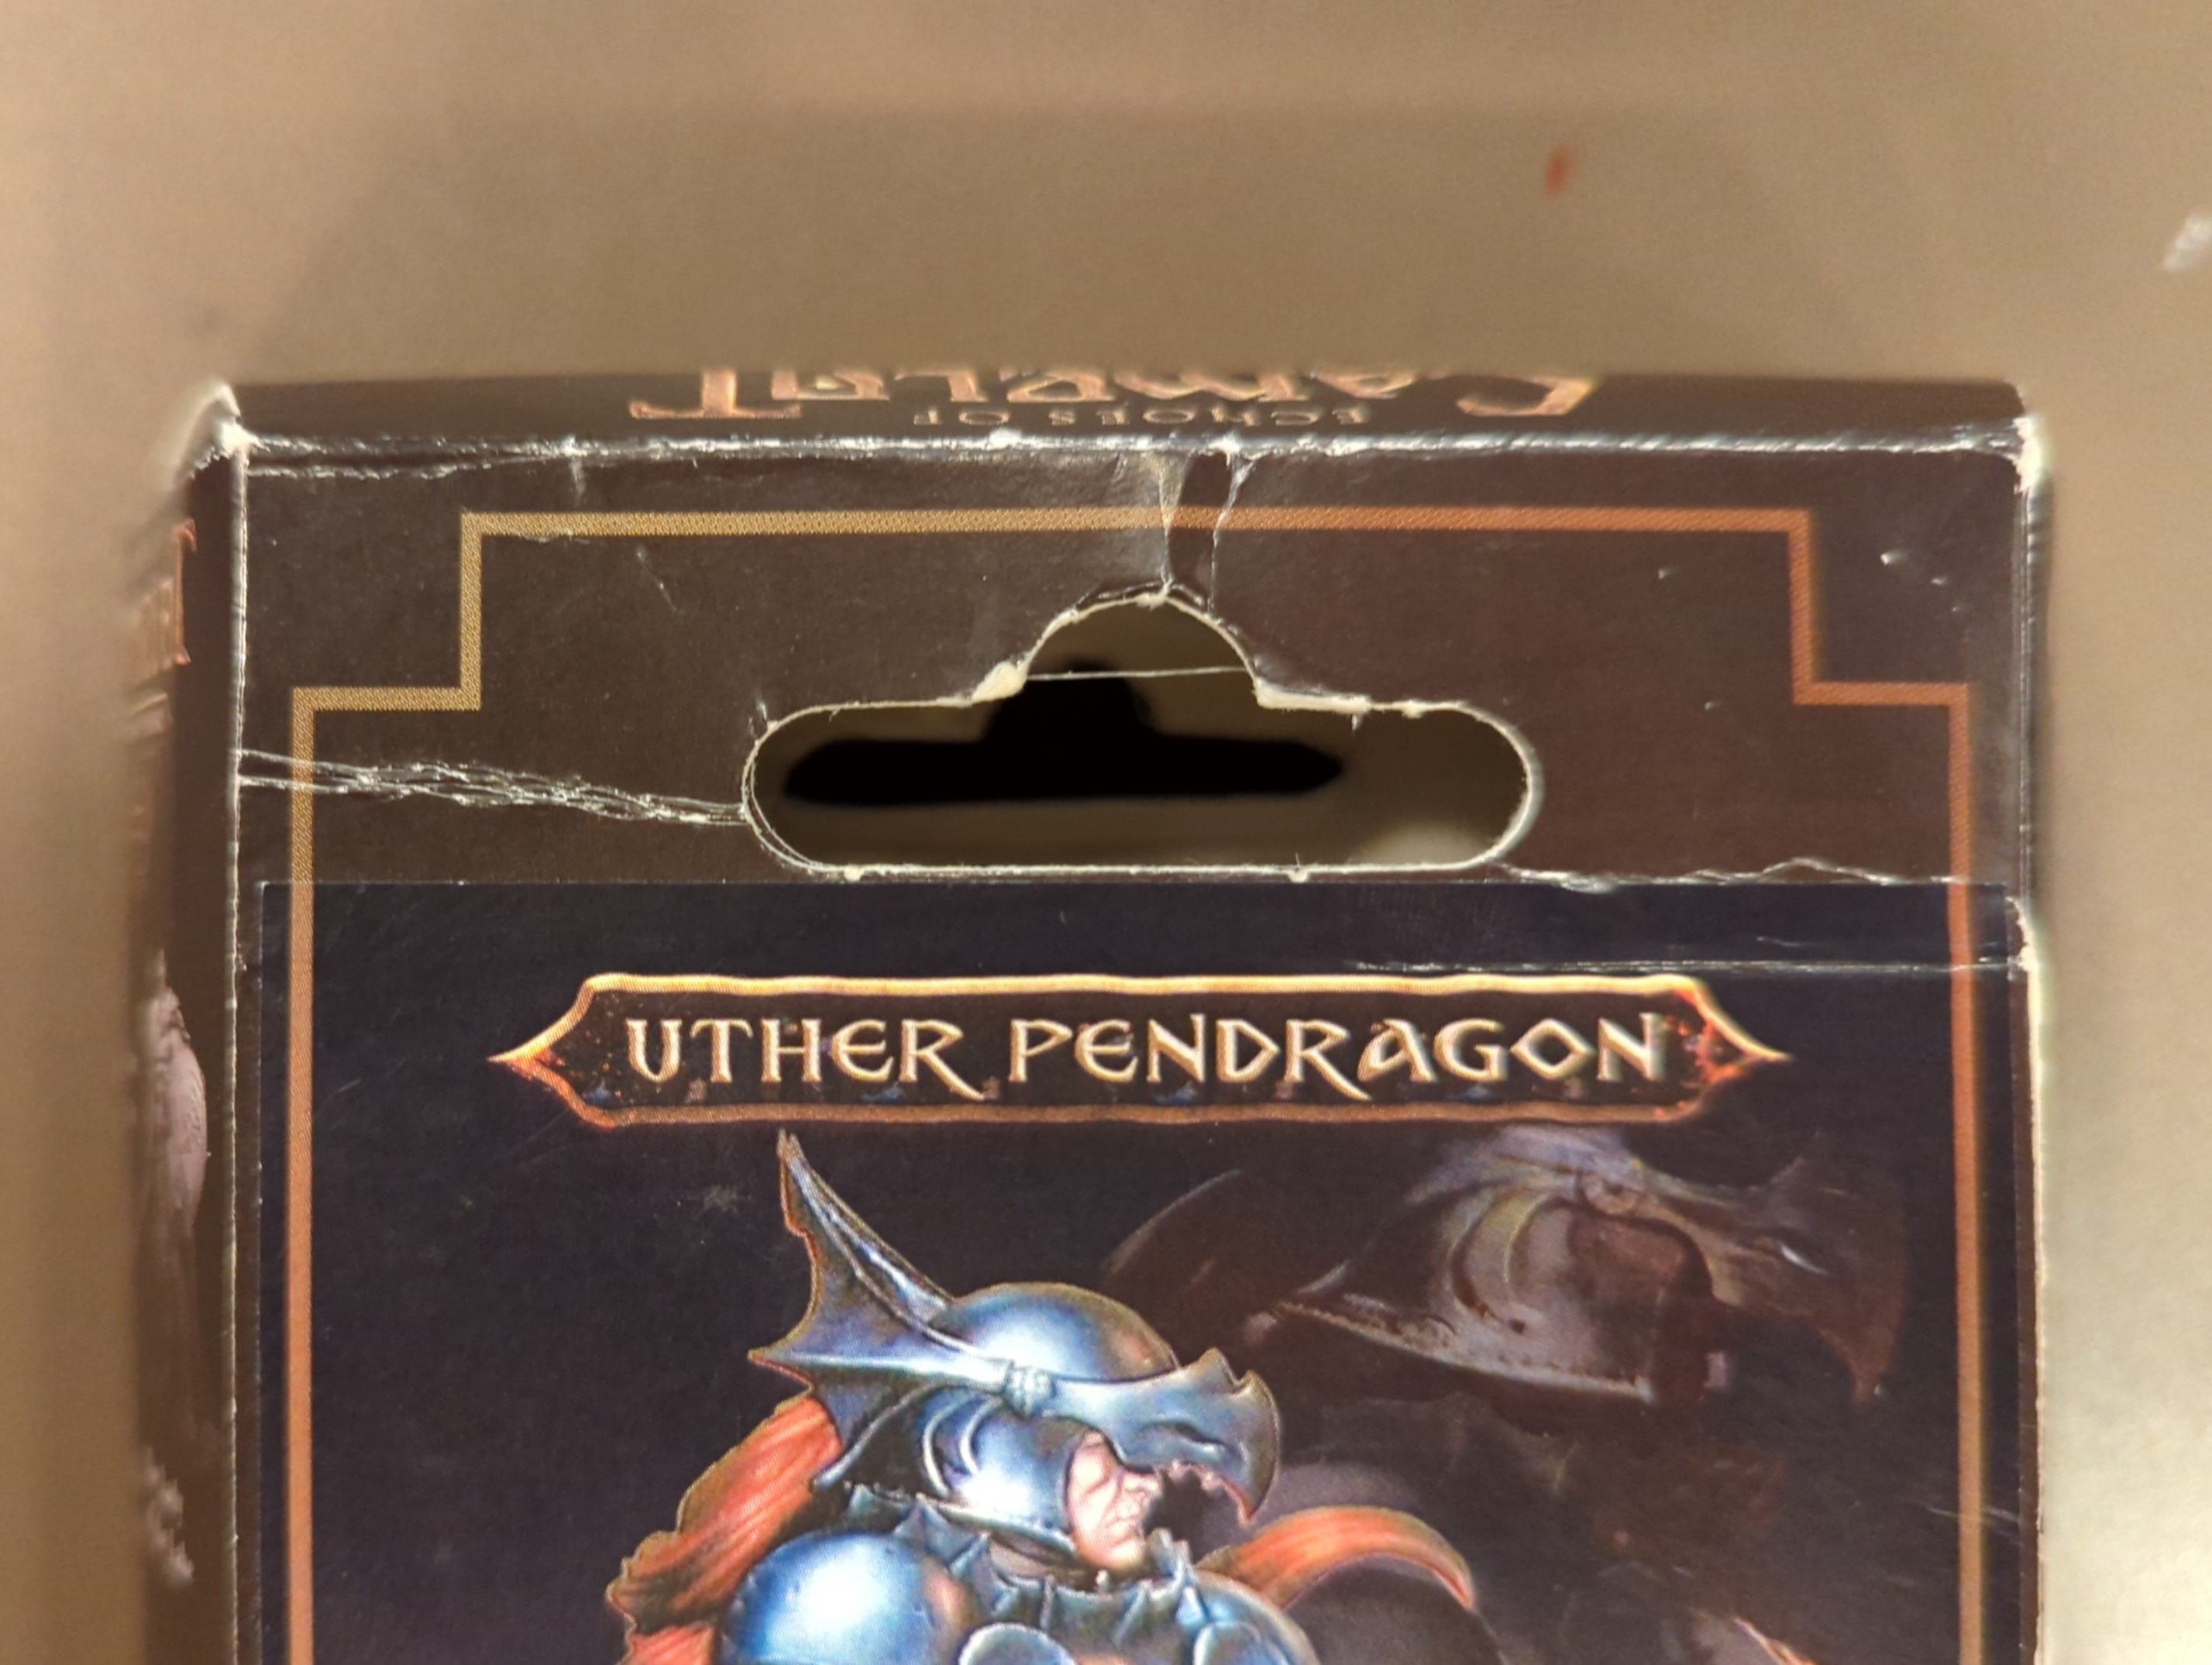 ECHOES OF
CAMELOT
UTHER PENDRAGON